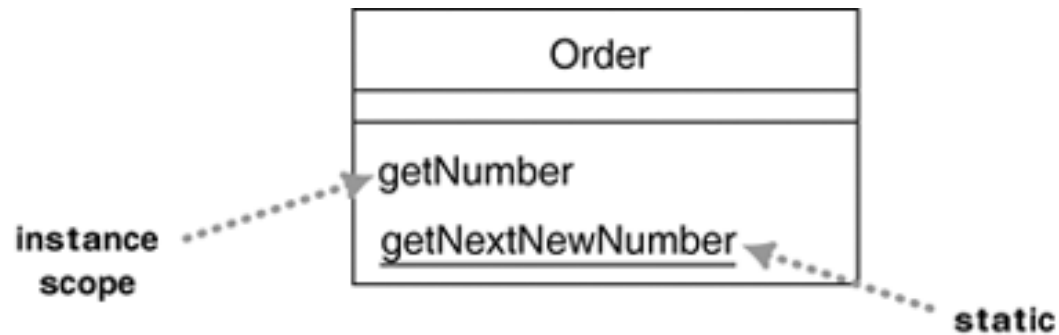 Order
getNumber
instance
scope
getNextNewNumber
static